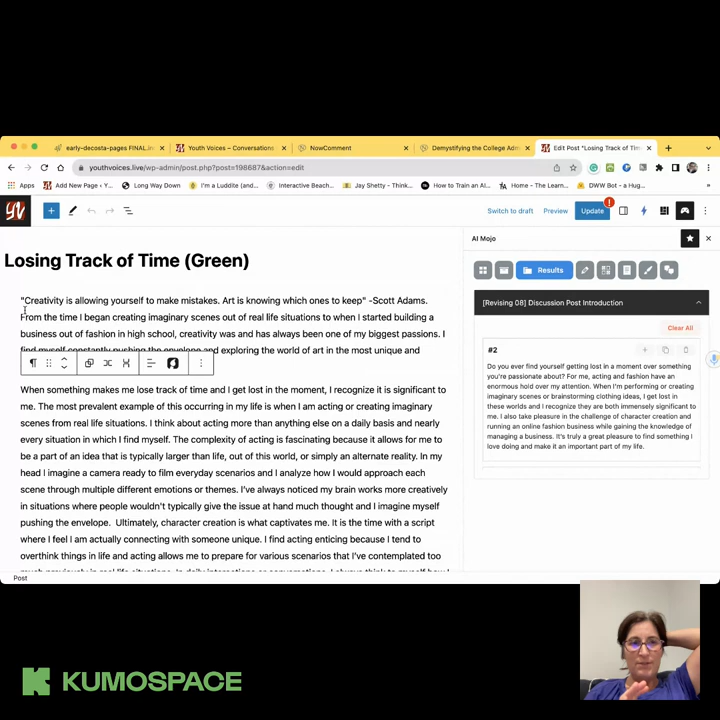 early-decosta-pages FINAL.in
Youth Voices – Conversations
NowComment
Demystifying the College Adm
Edit Post "Losing Track of Tim
youthvoices.live/wp-admin/post.php?post=198687&action=edit
Apps
Add New Page ‹ Y...
Long Way Down
I'm a Luddite (and...
Interactive Beach...
Jay Shetty - Think...
How to Train an AI...
Home - The Learn...
DWW Bot - a Hug...
Switch to draft
Preview
Update
AI Mojo
Results
Losing Track of Time (Green)
"Creativity is allowing yourself to make mistakes. Art is knowing which ones to keep" -Scott Adams.
From the time I began creating imaginary scenes out of real life situations to when I started building a
business out of fashion in high school, creativity was and has always been one of my biggest passions. I
find myself constantly pushing the envelope and exploring the world of art in the most unique and
When something makes me lose track of time and I get lost in the moment, I recognize it is significant to
me. The most prevalent example of this occurring in my life is when I am acting or creating imaginary
scenes from real life situations. I think about acting more than anything else on a daily basis and nearly
every situation in which I find myself. The complexity of acting is fascinating because it allows for me to
be a part of an idea that is typically larger than life, out of this world, or simply an alternate reality. In my
head I imagine a camera ready to film everyday scenarios and I analyze how I would approach each
scene through multiple different emotions or themes. I've always noticed my brain works more creatively
in situations where people wouldn't typically give the issue at hand much thought and I imagine myself
pushing the envelope. Ultimately, character creation is what captivates me. It is the time with a script
where I feel I am actually connecting with someone unique. I find acting enticing because I tend to
overthink things in life and acting allows me to prepare for various scenarios that I've contemplated too
Post
[Revising 08] Discussion Post Introduction
Clear All
#2
Do you ever find yourself getting lost in a moment over something
you're passionate about? For me, acting and fashion have an
enormous hold over my attention. When I'm performing or creating
imaginary scenes or brainstorming clothing ideas, I get lost in
these worlds and I recognize they are both immensely significant to
me. I also take pleasure in the challenge of character creation and
running an online fashion business while gaining the knowledge of
managing a business. It's truly a great pleasure to find something I
love doing and make it an important part of my life.
KUMOSPACE